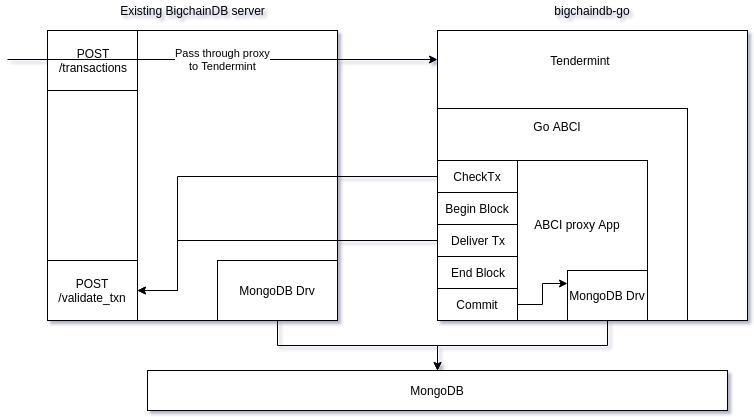 Existing BigchainDB server
bigchaindb-go
POST
/transactions
Pass through proxy
to Tendermint
Tendermint
Go ABCI
CheckTx
Begin Block
Deliver Tx
End Block
Commit
ABCI proxy App
MongoDB Drv
POST
/validate_txn
MongoDB Drv
MongoDB